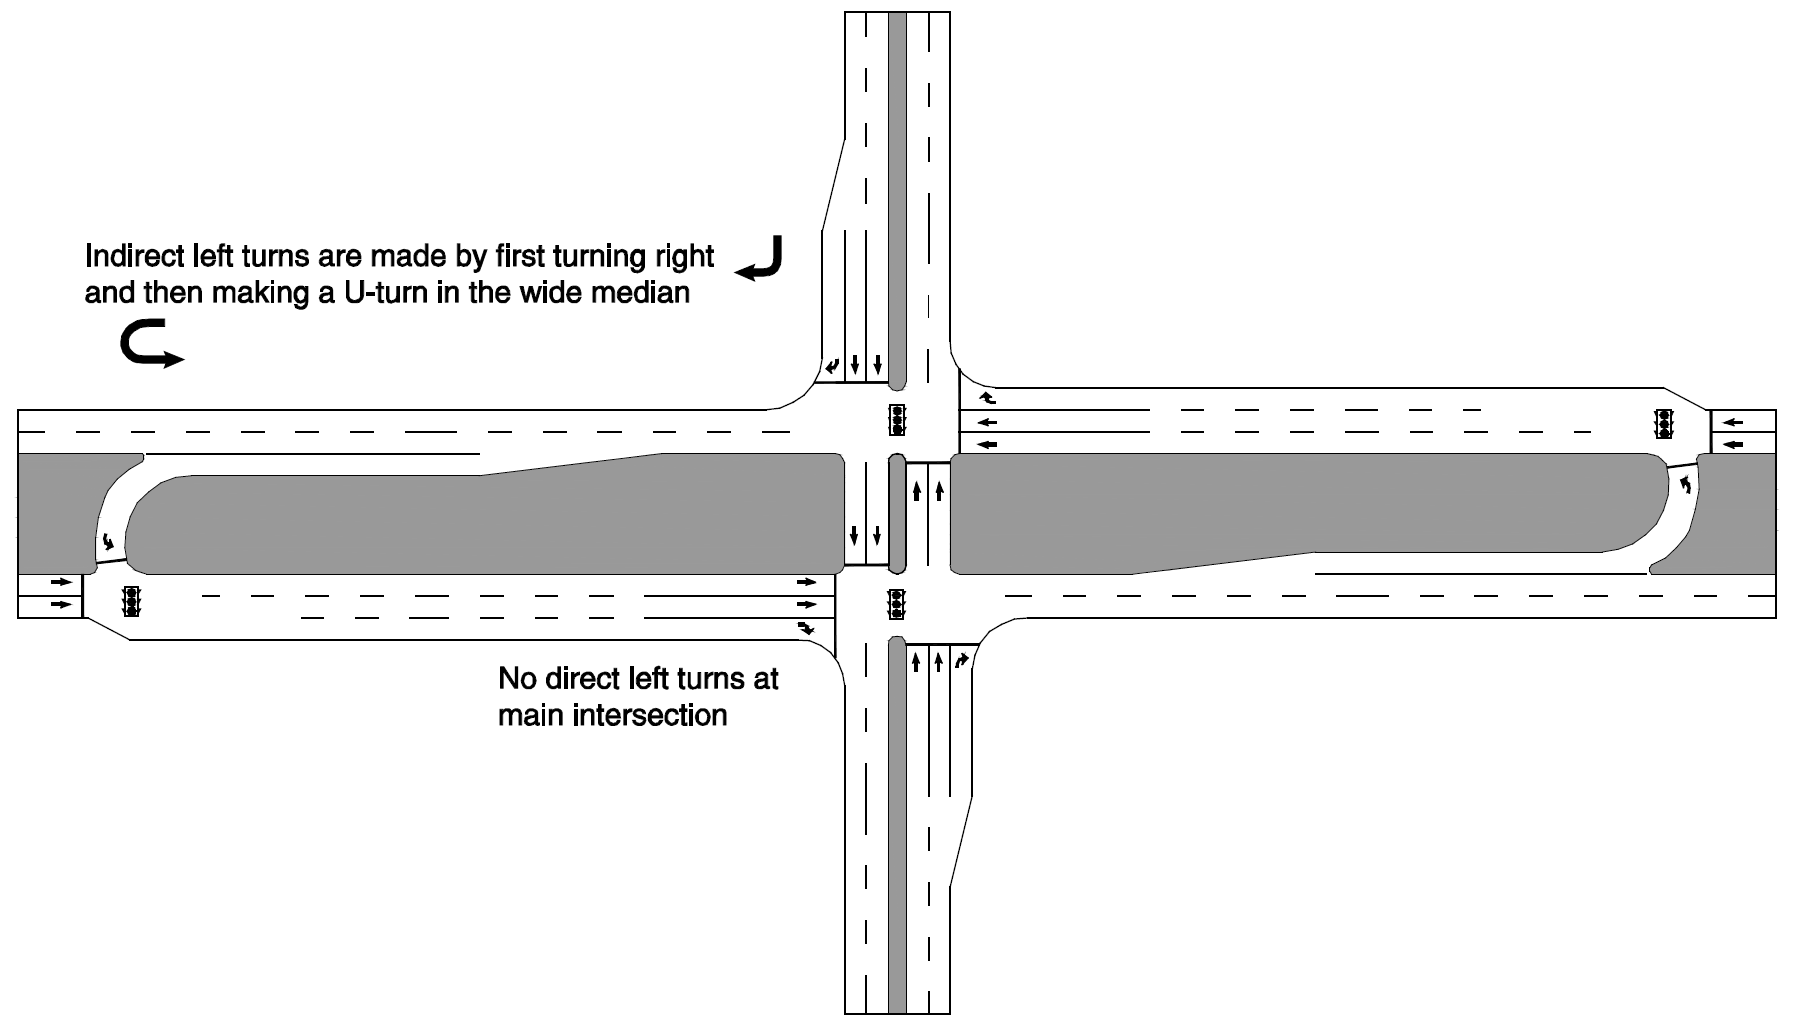 Indirect left turns are made by first turning right
and then making a U-turn in the wide median
No direct left turns at
main intersection